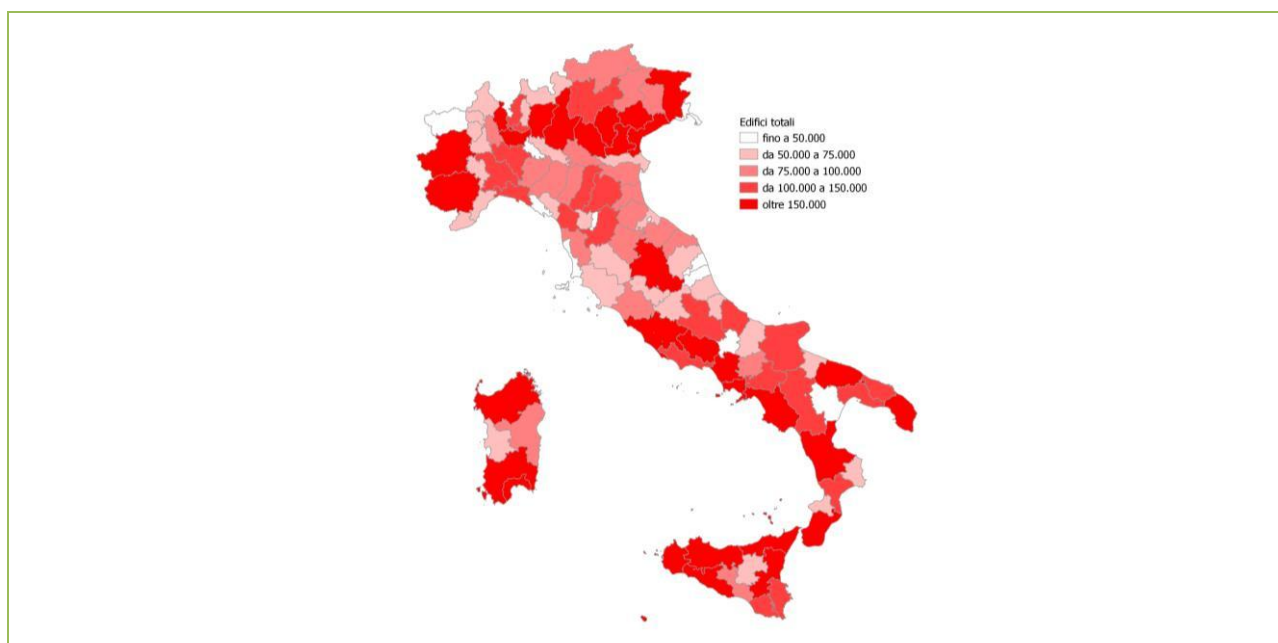 Edifici totali
fino a 50.000
da 50.000 a 75.000
da 75.000 a 100.000
da 100.000 a 150.000
oltre 150.000